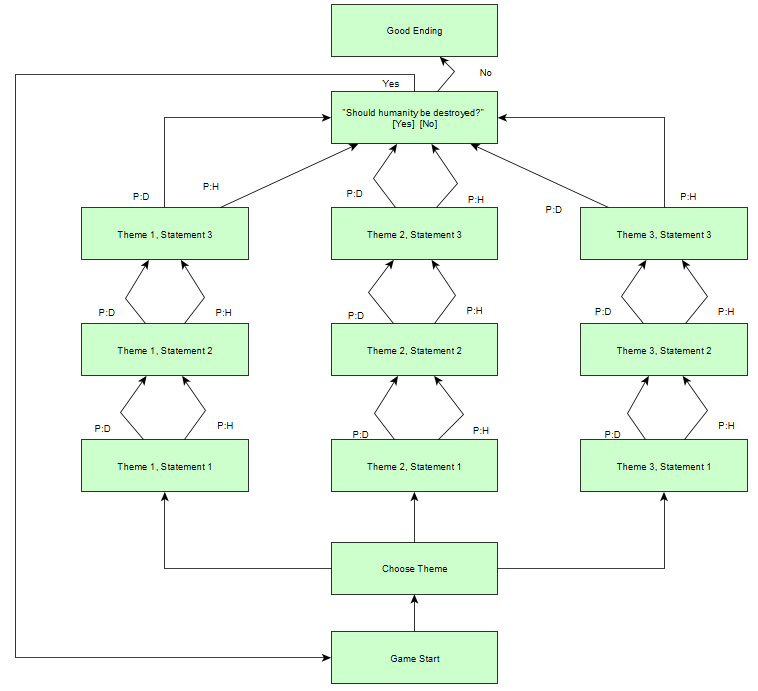 Good Ending
No
Yes
"Should humanity be destroyed?"
[Yes] [No]
P:D
P:H
P:D
P:H
P:D
P:H
Theme 1, Statement 3
Theme 2, Statement 3
Theme 3, Statement 3
P:D
P:H
P:D
P:H
P:D
P:H
Theme 1, Statement 2
Theme 2, Statement 2
Theme 3, Statement 2
P:D
P:H
P:D
P:H
P:D
P:H
Theme 1, Statement 1
Theme 2, Statement 1
Theme 3, Statement 1
Choose Theme
Game Start